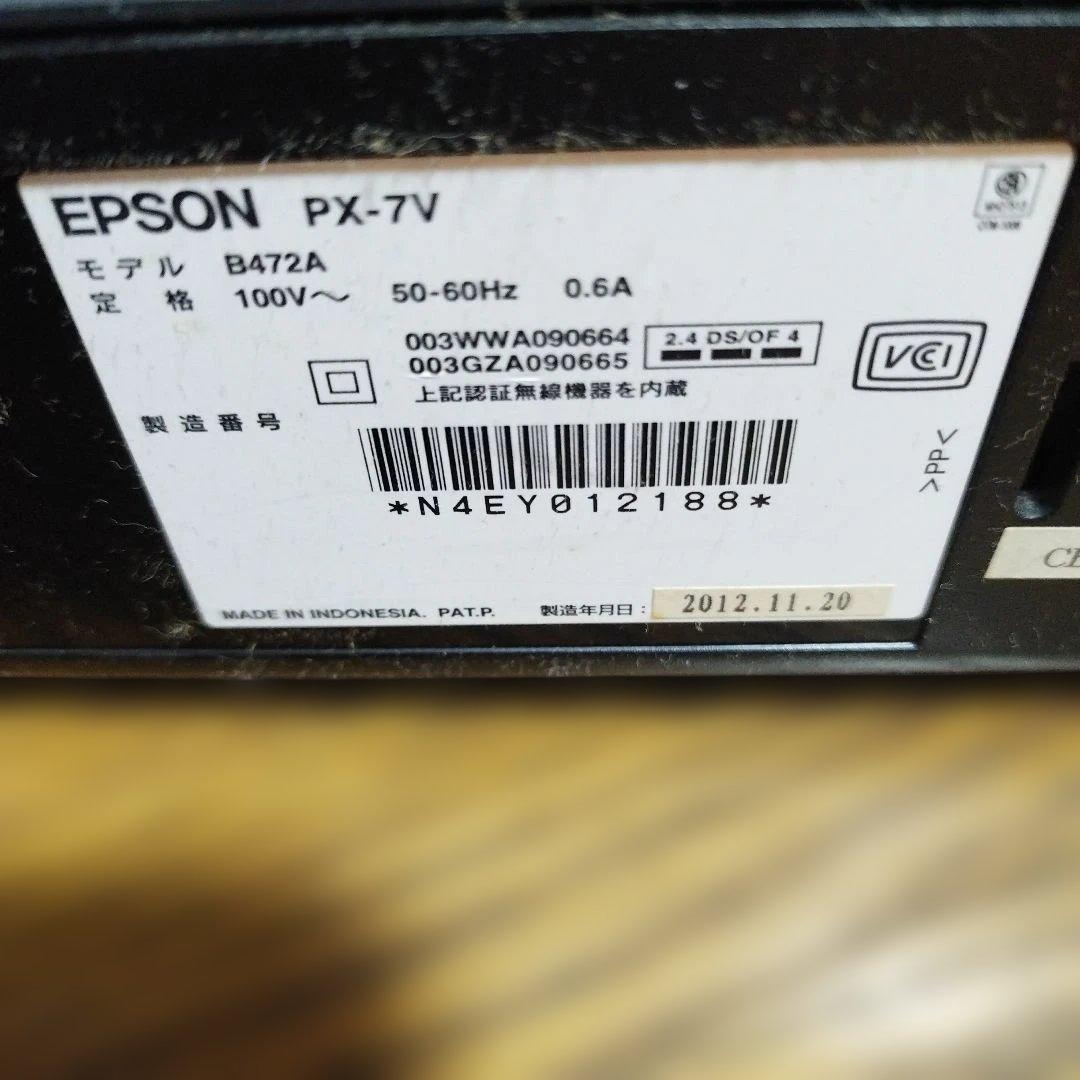 EPSON PX-7V
モデル B472A
定 格 100V〜 50-60Hz 0.6A
003WWA090664
003GZA090665
2.4 DS/OF 4
上記認証無線機器を内蔵
VCI
製造番号
*N4EY012188*
>PP<
MADE IN INDONESIA. PAT.P. 製造年月日: 2012.11.20
CE